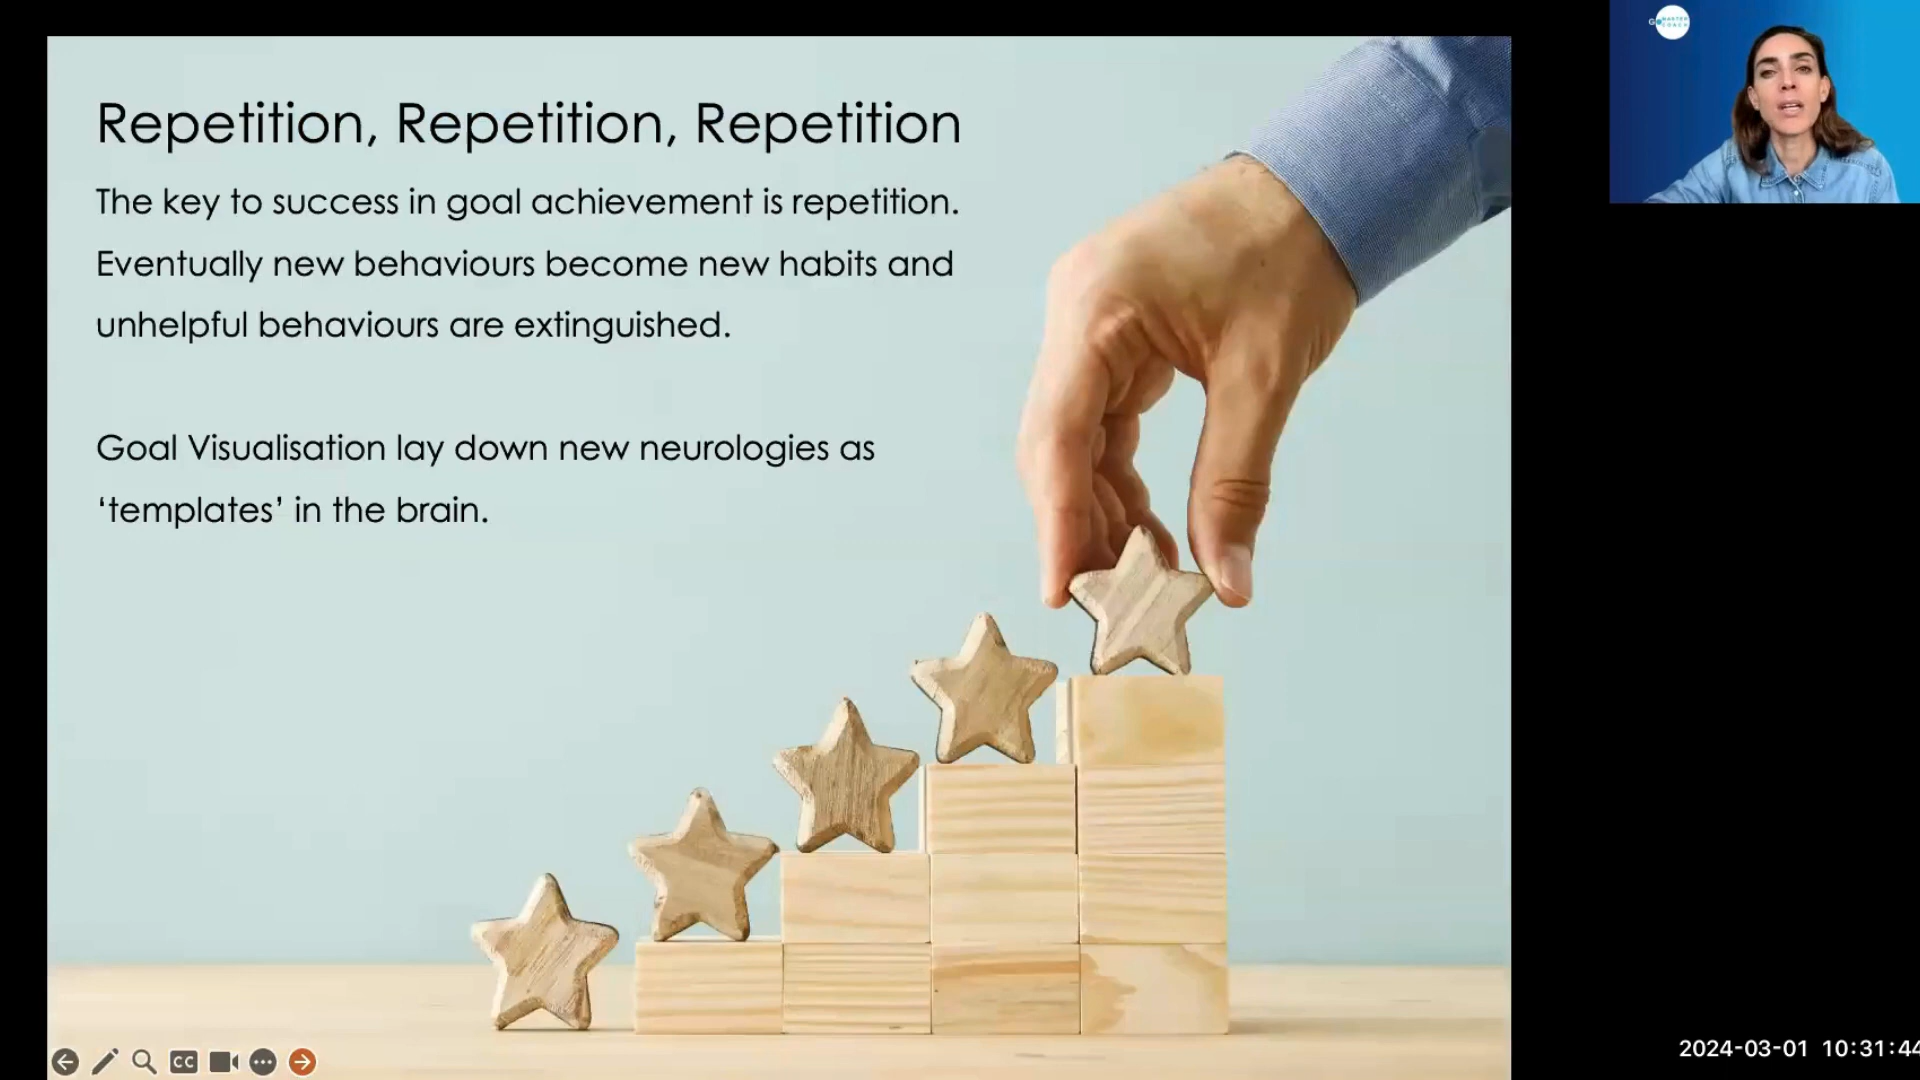 Repetition, Repetition, Repetition
The key to success in goal achievement is repetition.
Eventually new behaviours become new habits and
unhelpful behaviours are extinguished.
Goal Visualisation lay down new neurologies as
‘templates’ in the brain.
CC
2024-03-01 10:31:44